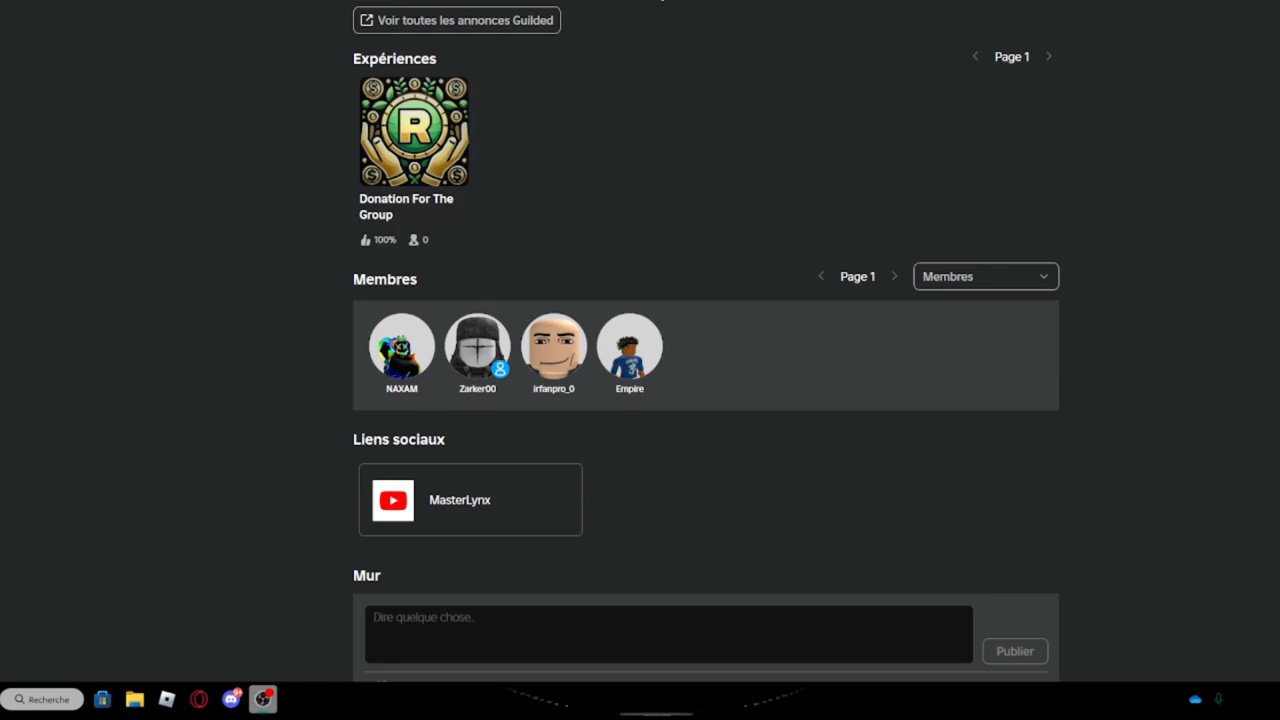 Voir toutes les annonces Guilded
Expériences
Page 1
R
Donation For The
Group
100% 0
Membres
Page 1
Membres
NAXAM
Zarker00
irfanpro_0
Empire
Liens sociaux
MasterLynx
Mur
Dire quelque chose..
Publier
Recherche